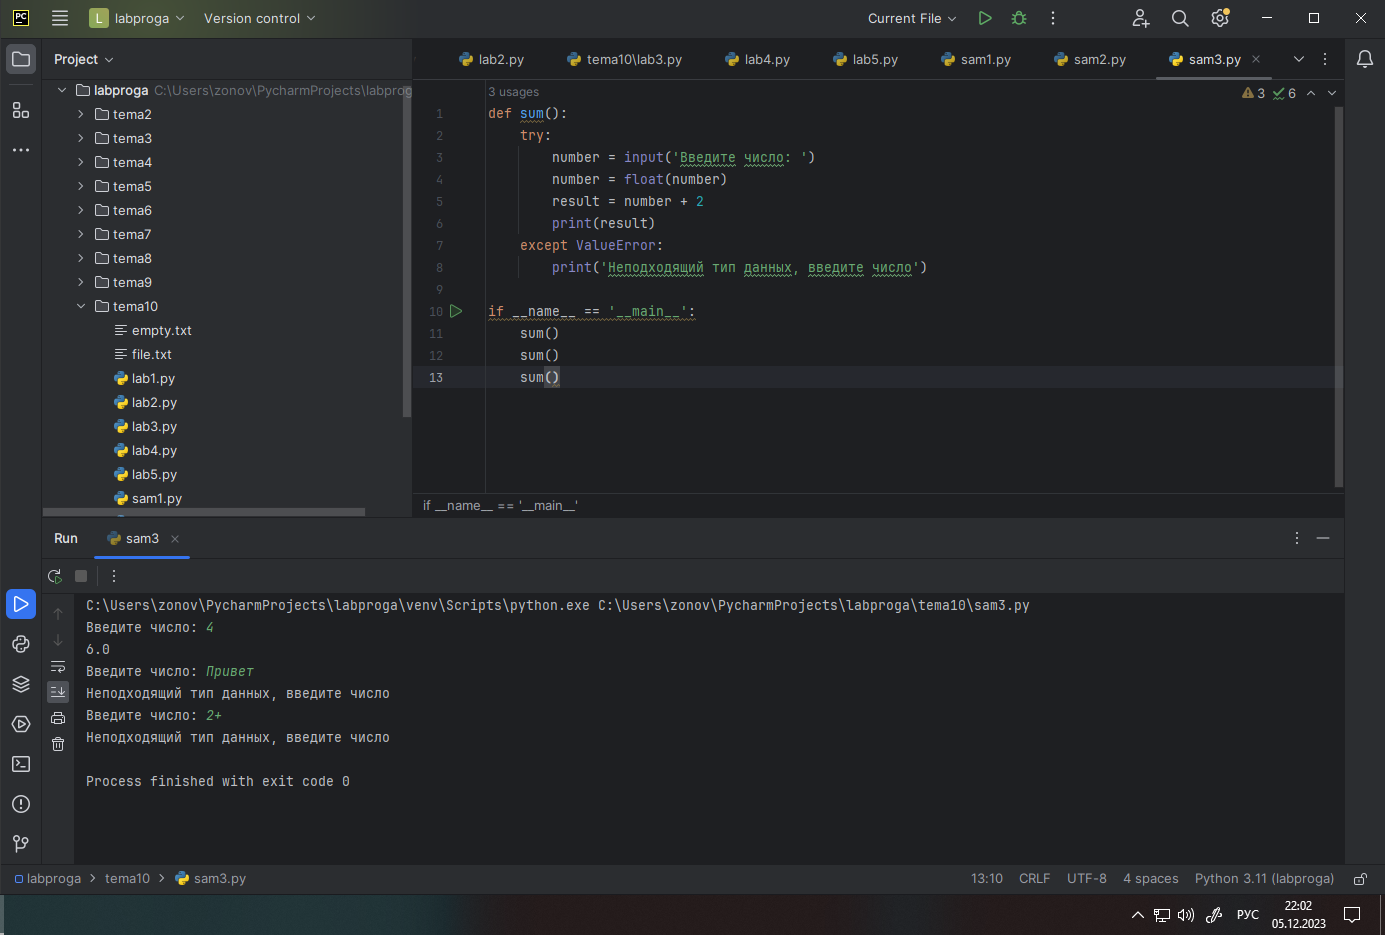 PC L labproga Version control Current File
Project lab2.py tema10\lab3.py lab4.py lab5.py sam1.py sam2.py sam3.py
labproga C:\Users\zonov\PycharmProjects\labprog
tema2
tema3
tema4
tema5
tema6
tema7
tema8
tema9
tema10
empty.txt
file.txt
lab1.py
lab2.py
lab3.py
lab4.py
lab5.py
sam1.py
3 usages 3 6
1 def sum():
2 try:
3 number = input('Введите число: ')
4 number = float(number)
5 result = number + 2
6 print(result)
7 except ValueError:
8 print('Неподходящий тип данных, введите число')
9
10 if __name__ == '__main__':
11 sum()
12 sum()
13 sum()
if __name__ == '__main__'
Run sam3
C:\Users\zonov\PycharmProjects\labproga\venv\Scripts\python.exe C:\Users\zonov\PycharmProjects\labproga\tema10\sam3.py
Введите число: 4
6.0
Введите число: Привет
Неподходящий тип данных, введите число
Введите число: 2+
Неподходящий тип данных, введите число
Process finished with exit code 0
labproga tema10 sam3.py 13:10 CRLF UTF-8 4 spaces Python 3.11 (labproga)
РУС 22:02
05.12.2023